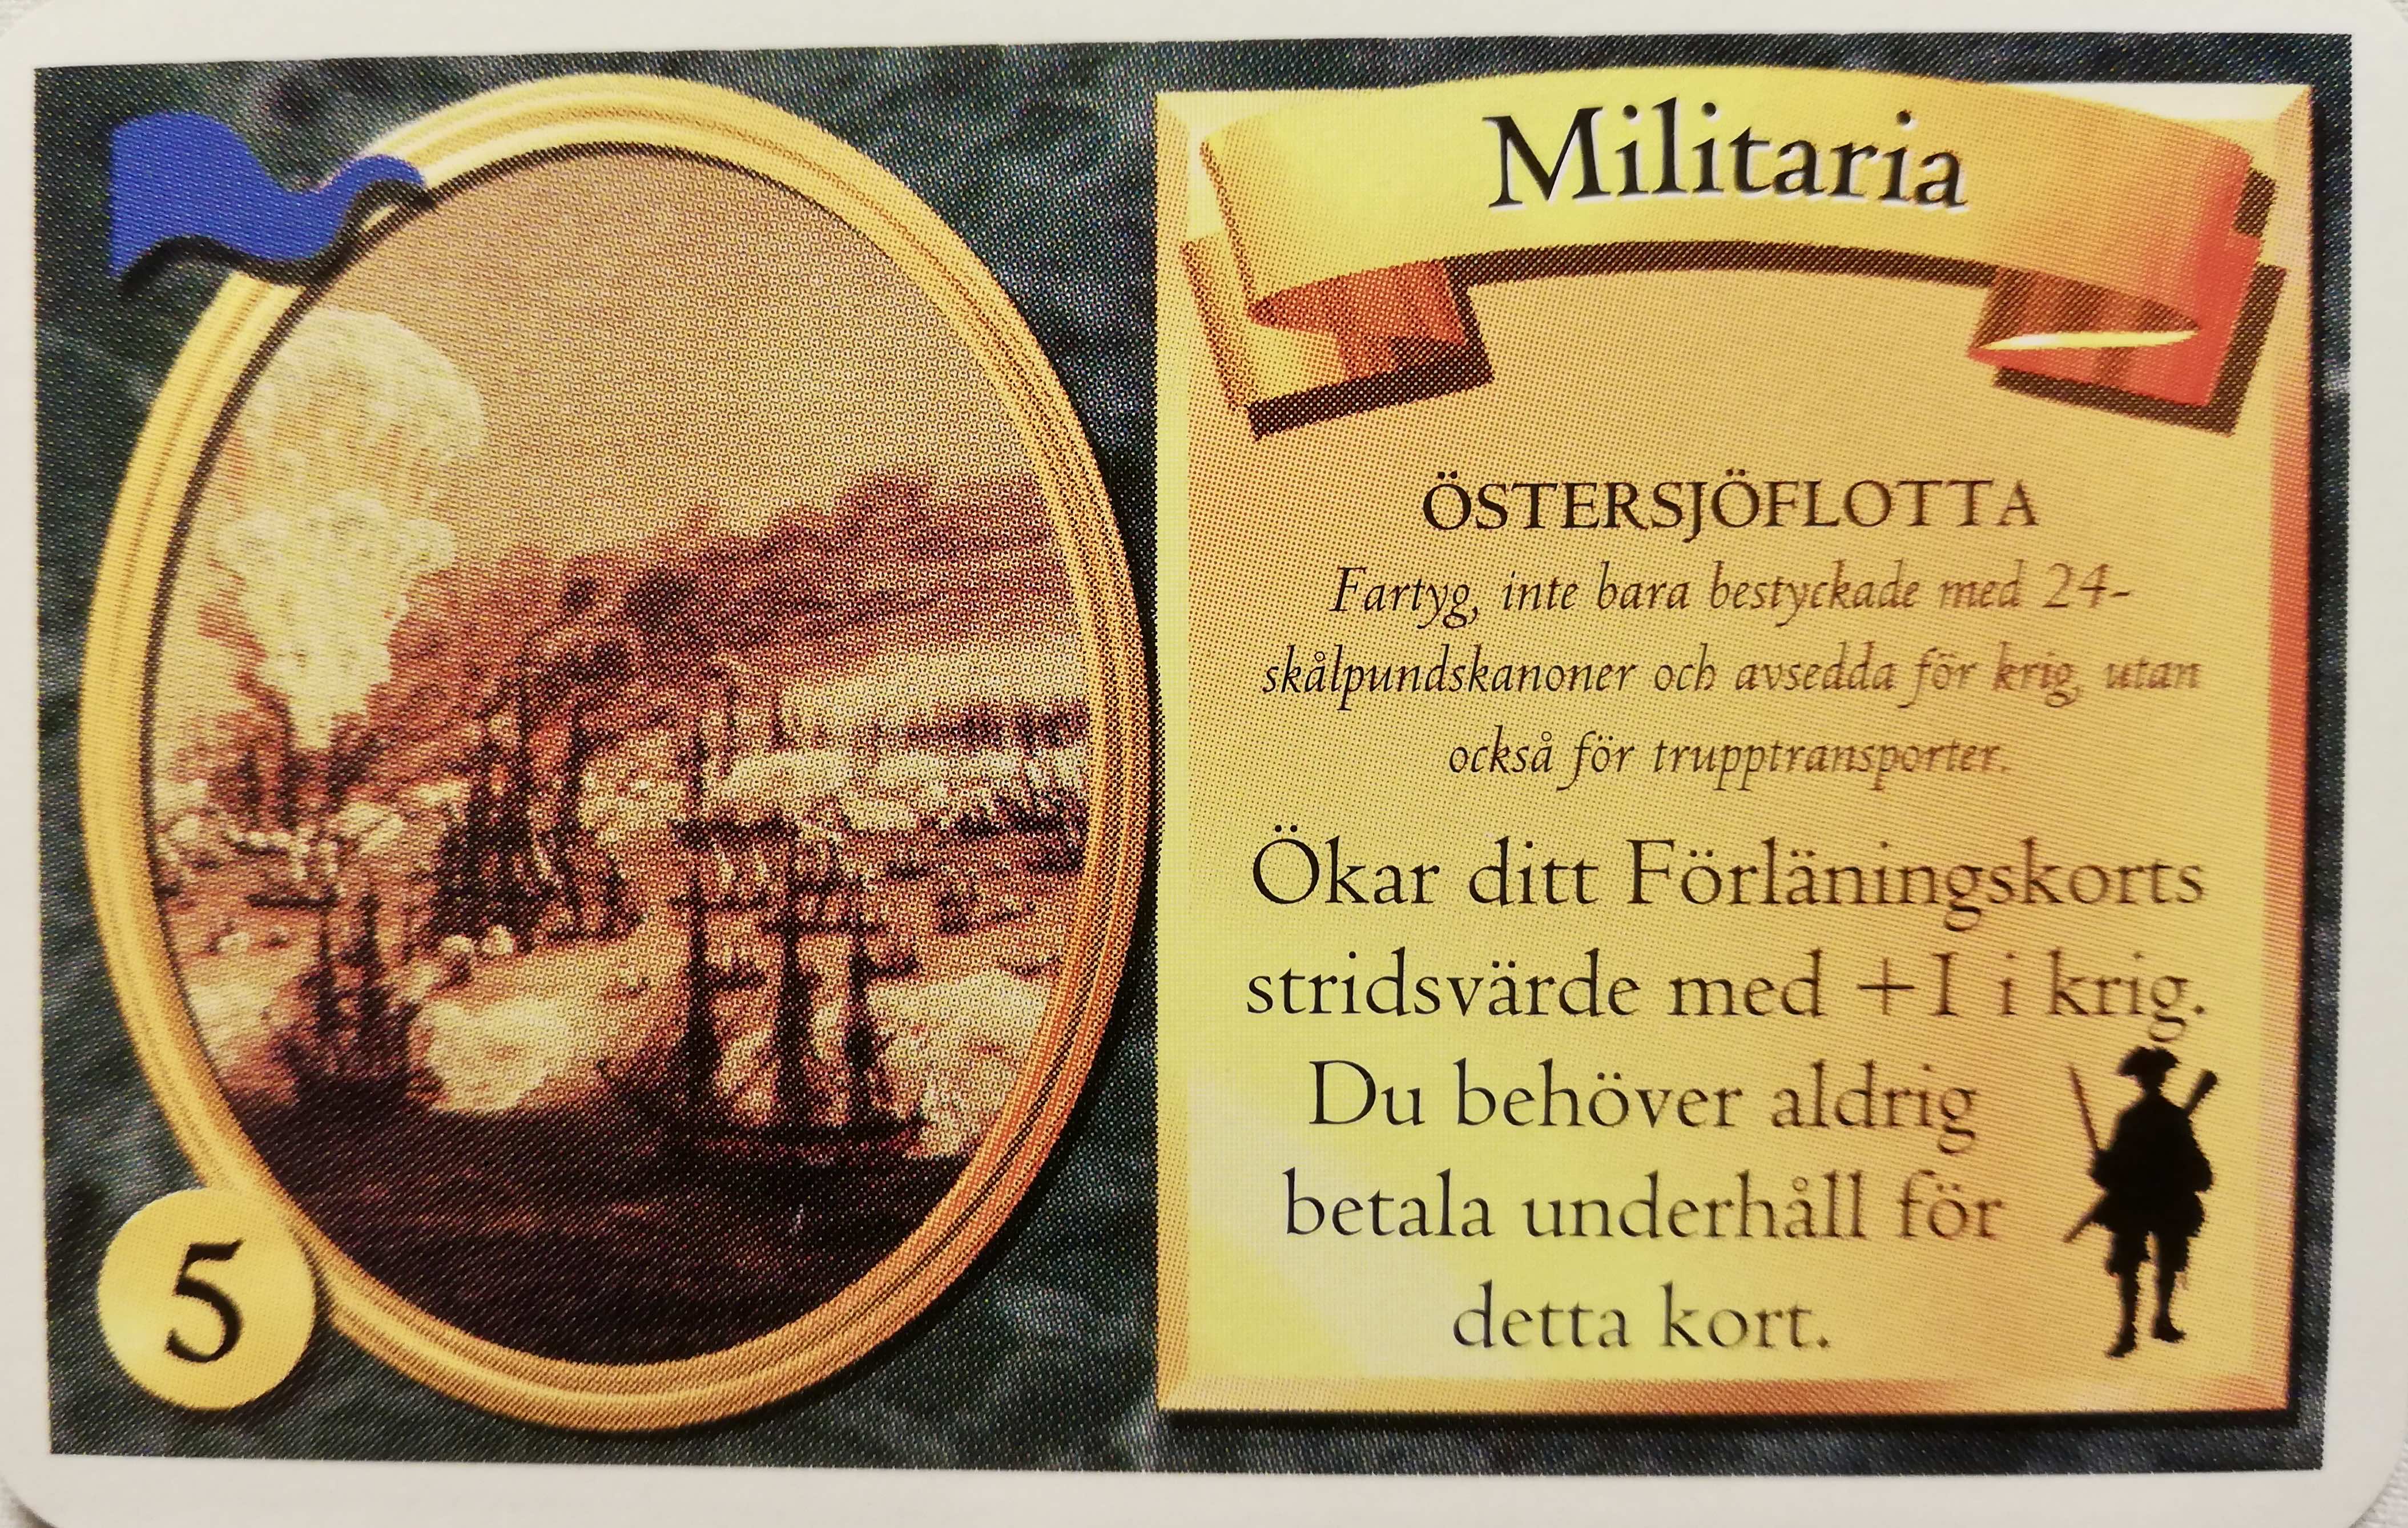 Militaria
ÖSTERSJÖFLOTTA
Fartyg, inte bara bestyckade med 24-
skålpundskanoner och avsedda för krig, utan
också för trupptransporter.
Ökar ditt Förläningskorts
stridsvärde med +1 i krig.
Du behöver aldrig
betala underhåll för
detta kort.
5